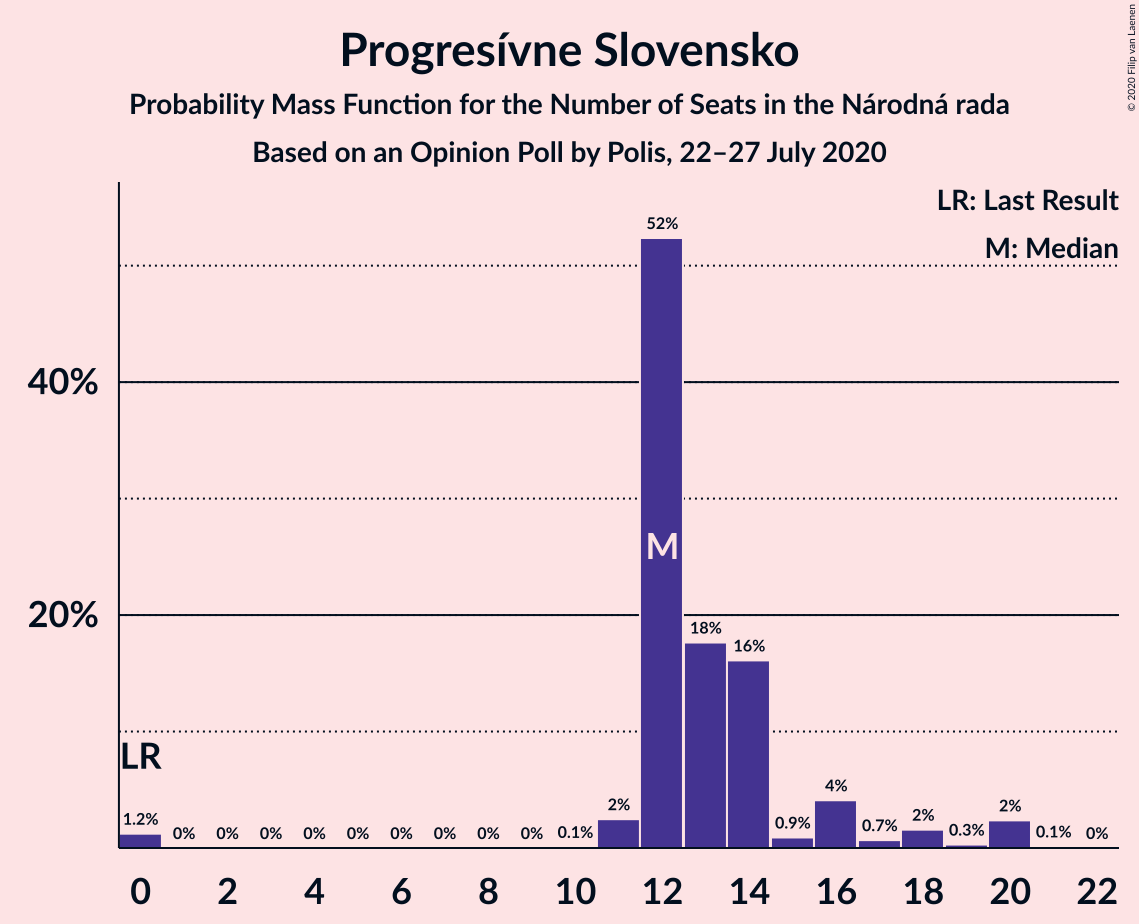 Progresívne Slovensko
Probability Mass Function for the Number of Seats in the Národná rada
Based on an Opinion Poll by Polis, 22–27 July 2020
© 2020 Filip van Laenen
LR: Last Result
M: Median
52%
40%
M
20%
18%
16%
LR
1.2%
0%
0%
0%
0%
0%
0%
0%
0%
0%
0.1%
2%
0.9%
4%
0.7%
2%
0.3%
2%
0.1%
0%
0 2 4 6 8 10 12 14 16 18 20 22